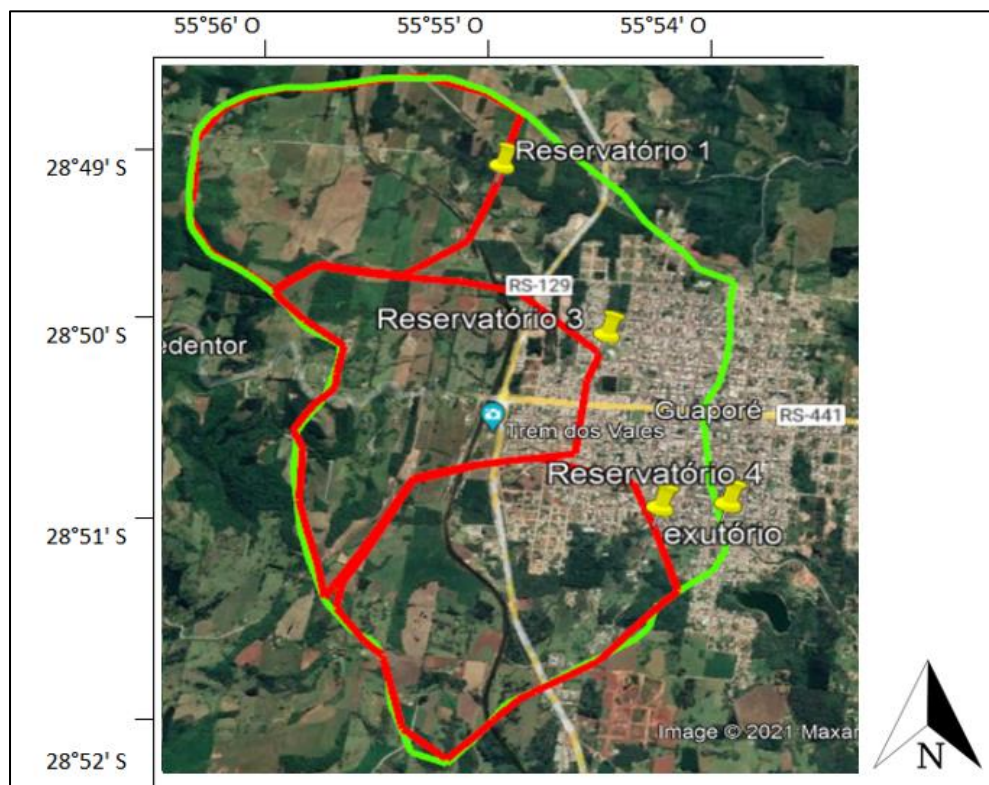 55°56' O 55°55' O 55°54' O
28°49' S
Reservatório 1
RS-129
28°50' S
Reservatório 3
edentor
Guaporé
RS-441
Trem dos Vales
Reservatório 4
28°51' S
exutório
28°52' S
Image © 2021 Maxar
N